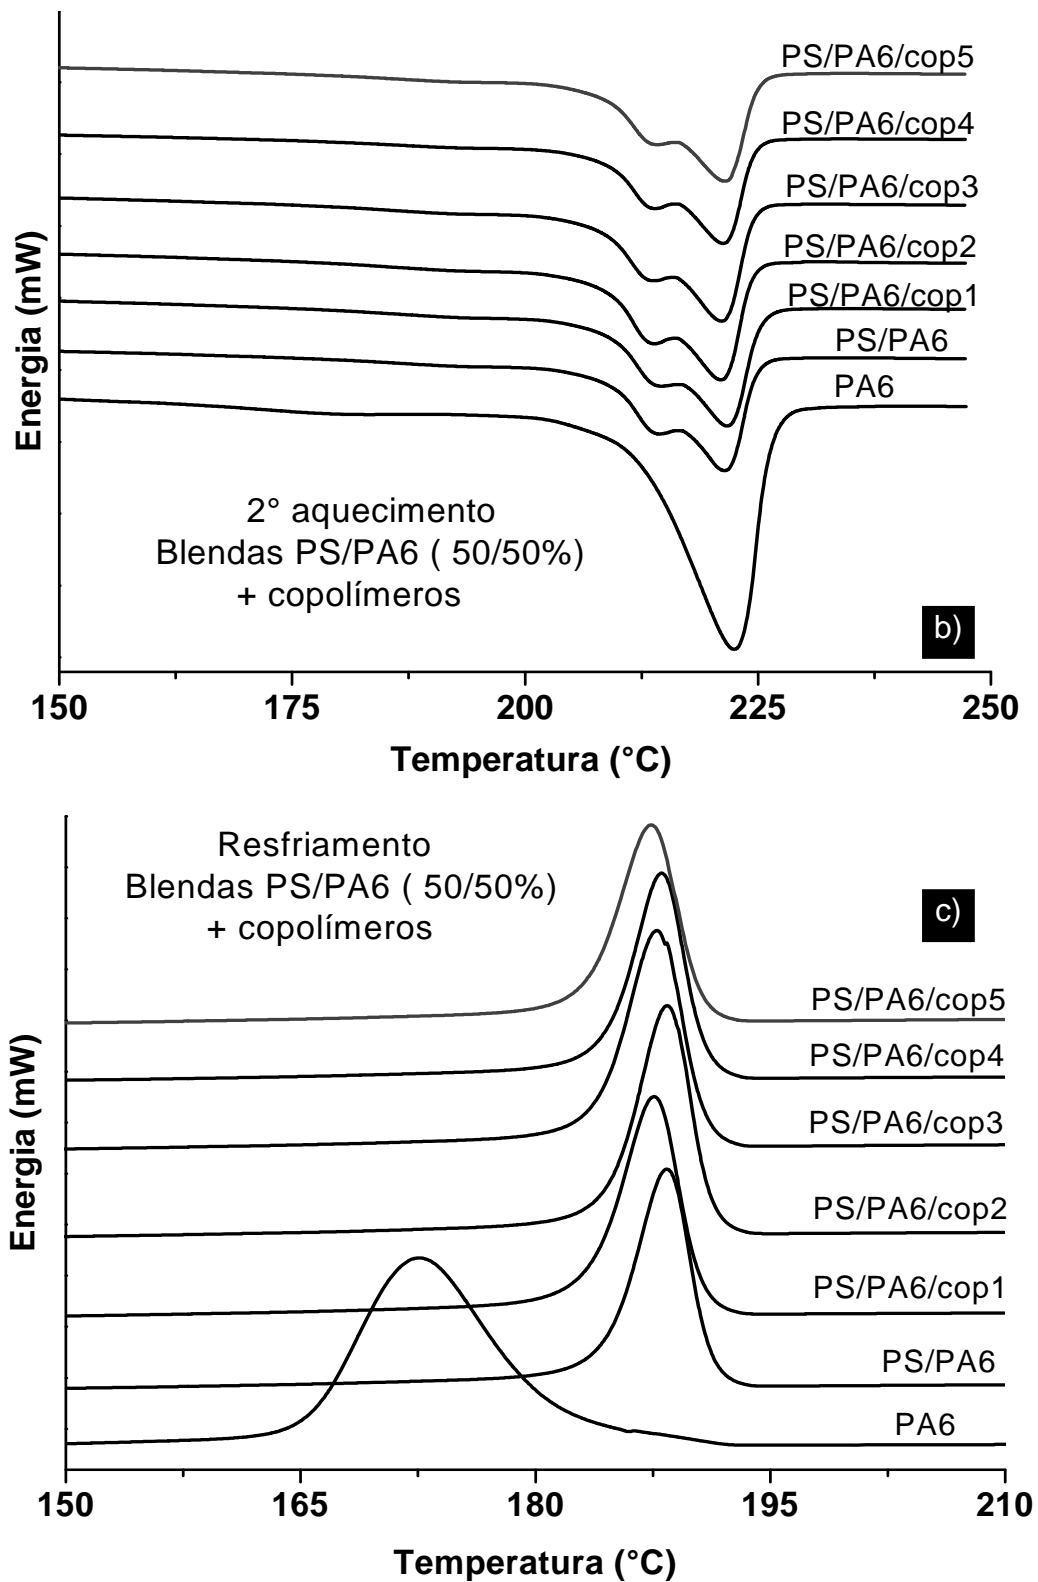 PS/PA6/cop5
PS/PA6/cop4
PS/PA6/cop3
PS/PA6/cop2
PS/PA6/cop1
PS/PA6
PA6
Energia (mW)
2° aquecimento
Blendas PS/PA6 ( 50/50%)
+ copolímeros
b)
150 175 200 225 250
Temperatura (°C)
Resfriamento
Blendas PS/PA6 ( 50/50%)
+ copolímeros
c)
PS/PA6/cop5
PS/PA6/cop4
PS/PA6/cop3
PS/PA6/cop2
PS/PA6/cop1
PS/PA6
PA6
Energia (mW)
150 165 180 195 210
Temperatura (°C)